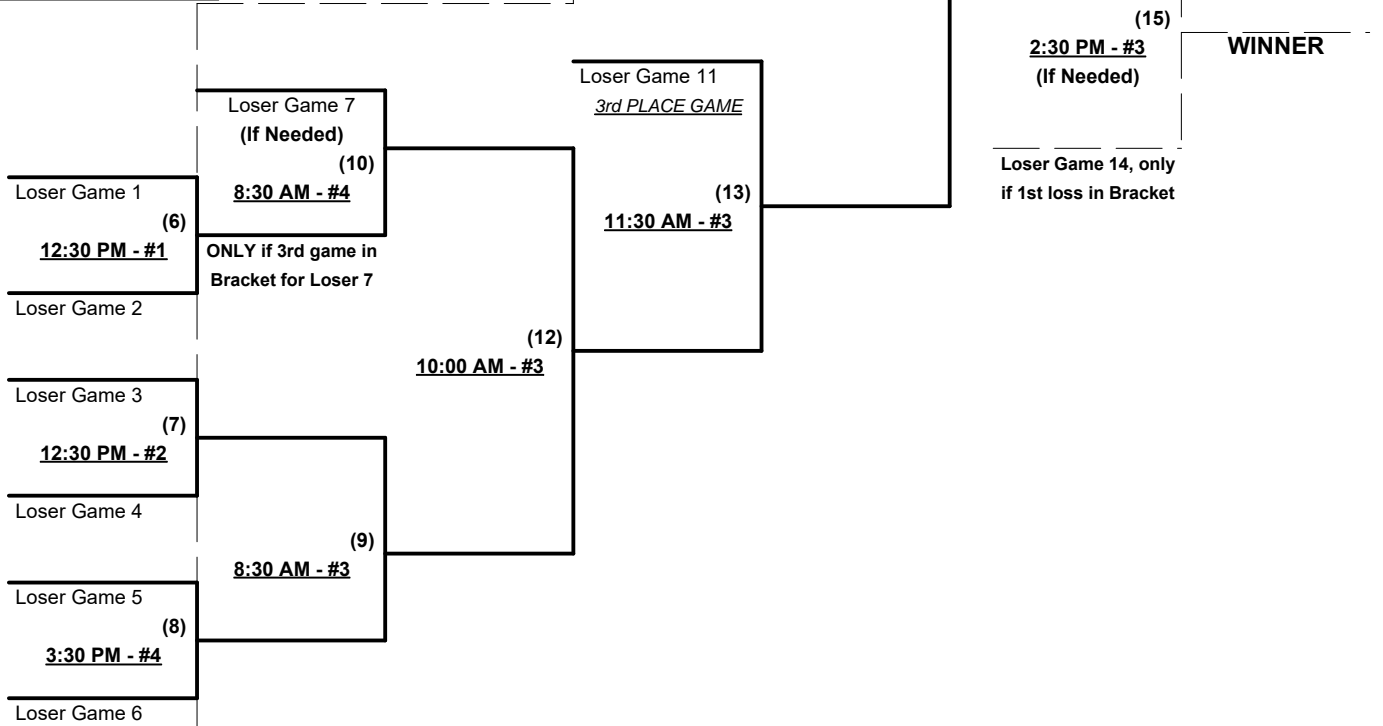 (15)
2:30 PM - #3
(If Needed)
WINNER
Loser Game 11
3rd PLACE GAME
Loser Game 7
(If Needed)
(10)
8:30 AM - #4
Loser Game 14, only
if 1st loss in Bracket
Loser Game 1
(6)
12:30 PM - #1
(13)
11:30 AM - #3
ONLY if 3rd game in
Bracket for Loser 7
Loser Game 2
(12)
10:00 AM - #3
Loser Game 3
(7)
12:30 PM - #2
Loser Game 4
(9)
8:30 AM - #3
Loser Game 5
(8)
3:30 PM - #4
Loser Game 6